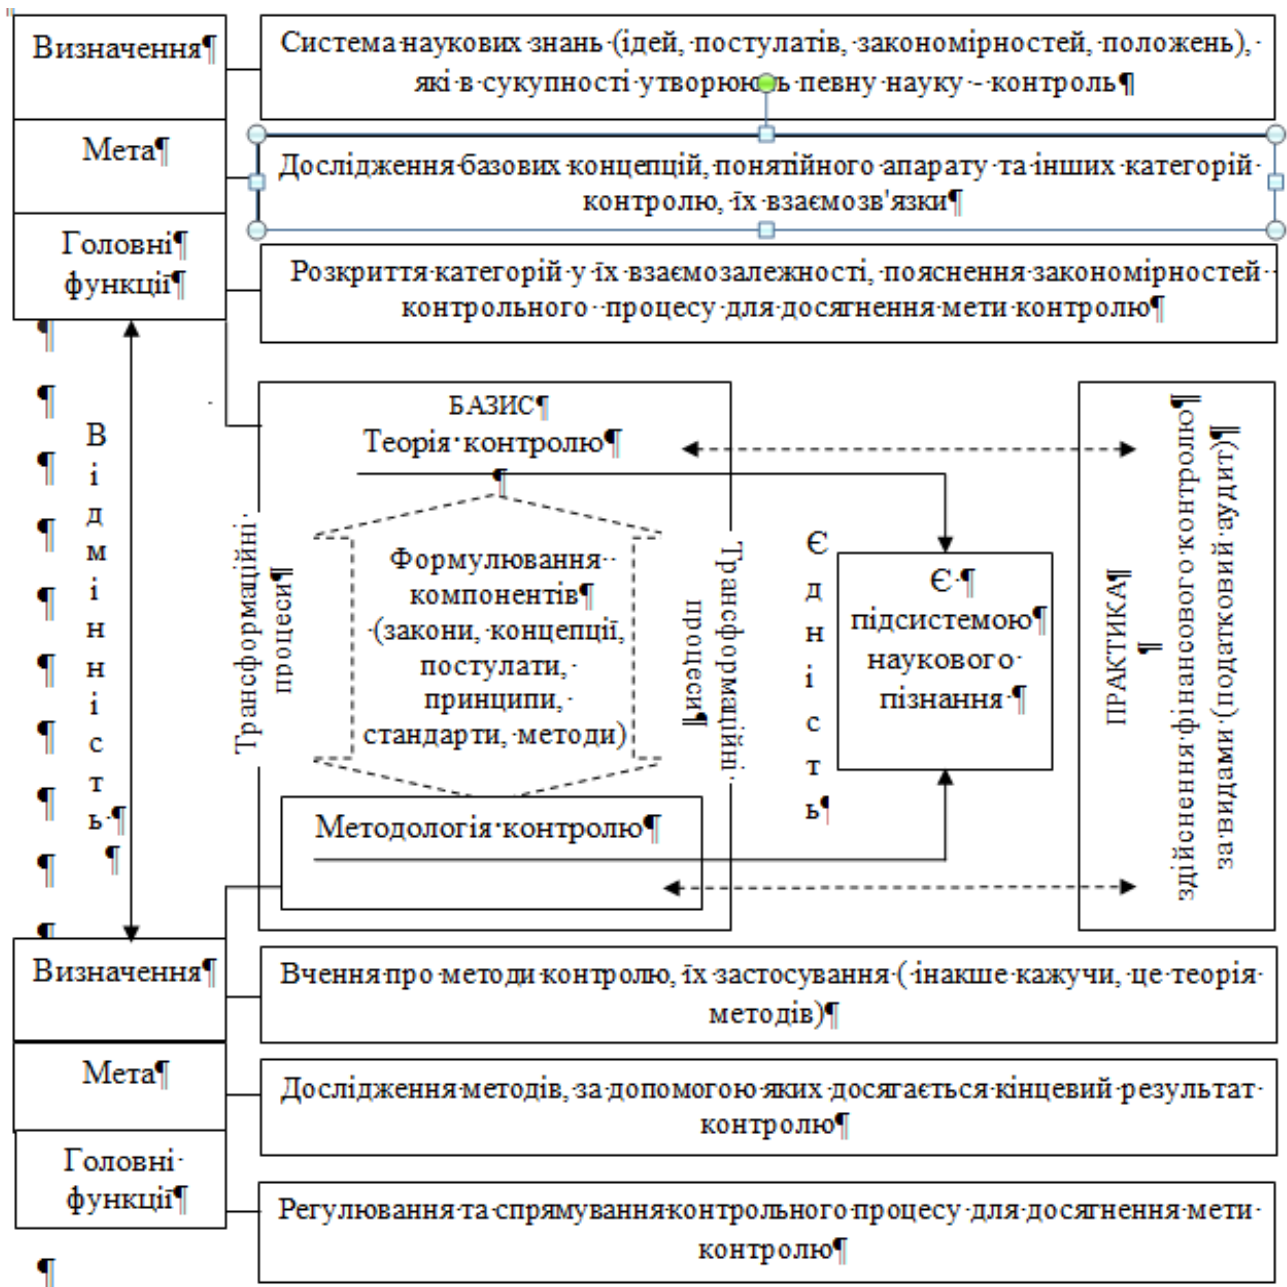 Визначення
Система наукових знань (ідей, постулатів, закономірностей, положень),
які в сукупності утворюють певну науку - контроль
Мета
Дослідження базових концепцій, понятійного апарату та інших категорій
контролю, їх взаємозв'язки
Головні
функції
Розкриття категорій у їх взаємозалежності, пояснення закономірностей
контрольного процесу для досягнення мети контролю
Відмінність
БАЗИС
Теорія контролю
Трансформаційні
процеси
Формулювання
компонентів
(закони, концепції,
постулати,
принципи,
стандарти, методи)
Трансформаційні
процеси
Єдність
Є
підсистемою
наукового
пізнання
ПРАКТИКА
здійснення фінансового контролю
за видами (податковий аудит)
Методологія контролю
Визначення
Вчення про методи контролю, їх застосування ( інакше кажучи, це теорія
методів)
Мета
Дослідження методів, за допомогою яких досягається кінцевий результат
контролю
Головні
функції
Регулювання та спрямування контрольного процесу для досягнення мети
контролю